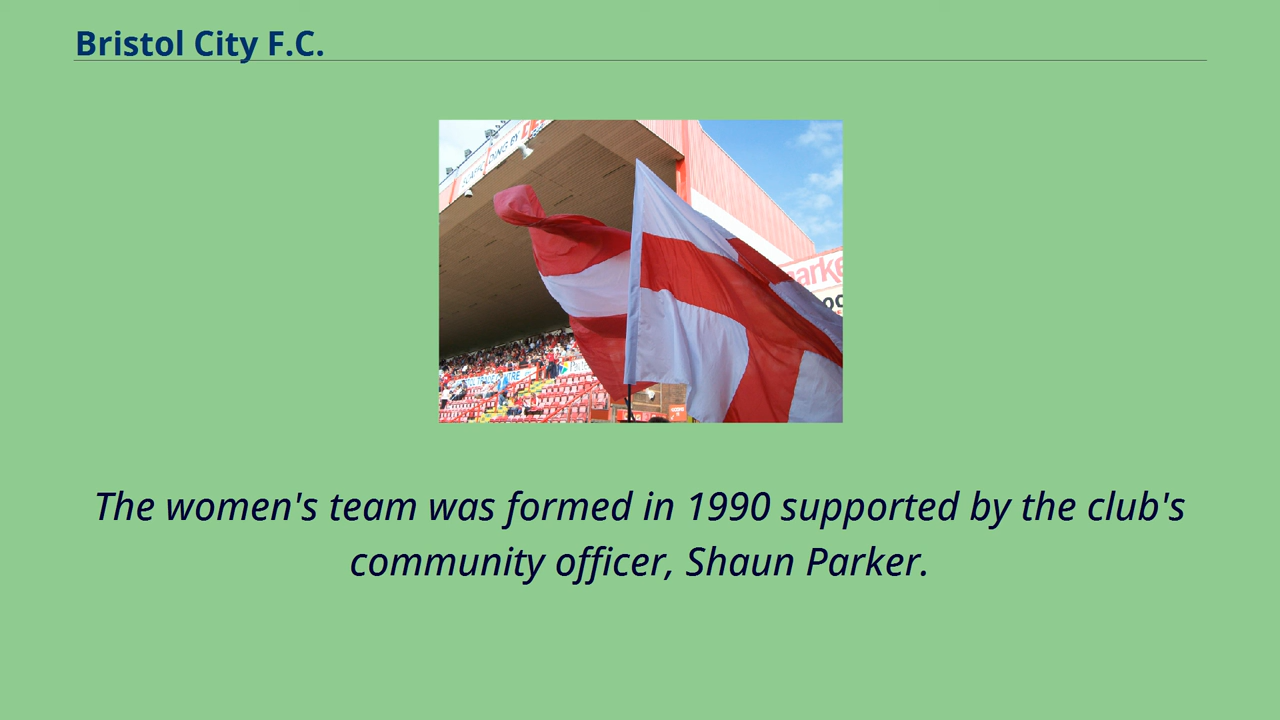 Bristol City F.C.
The women's team was formed in 1990 supported by the club's
community officer, Shaun Parker.